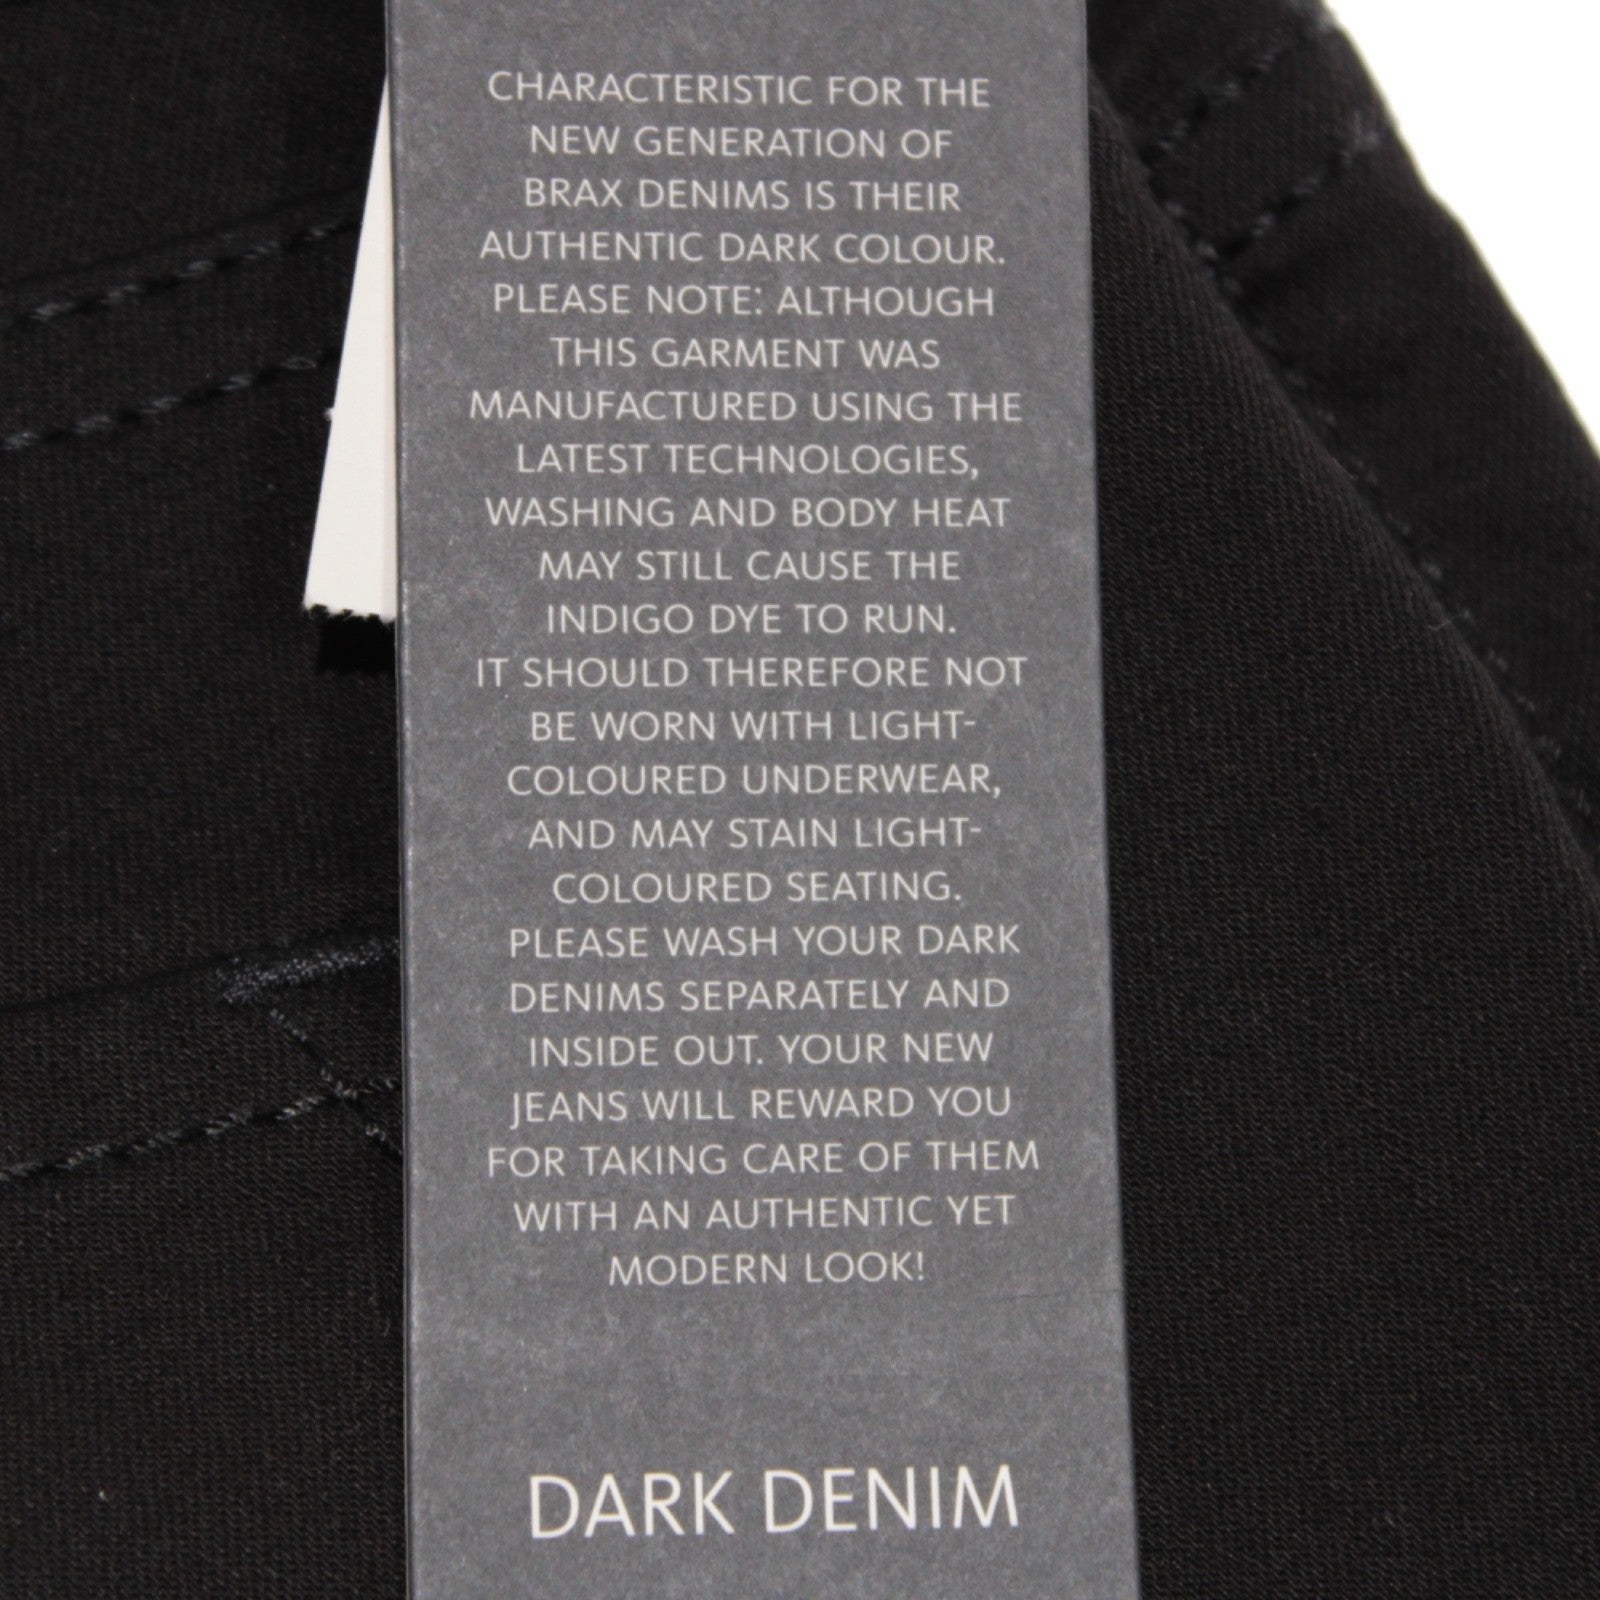 CHARACTERISTIC FOR THE
NEW GENERATION OF
BRAX DENIMS IS THEIR
AUTHENTIC DARK COLOUR.
PLEASE NOTE: ALTHOUGH
THIS GARMENT WAS
MANUFACTURED USING THE
LATEST TECHNOLOGIES,
WASHING AND BODY HEAT
MAY STILL CAUSE THE
INDIGO DYE TO RUN.
IT SHOULD THEREFORE NOT
BE WORN WITH LIGHT-
COLOURED UNDERWEAR,
AND MAY STAIN LIGHT-
COLOURED SEATING.
PLEASE WASH YOUR DARK
DENIMS SEPARATELY AND
INSIDE OUT. YOUR NEW
JEANS WILL REWARD YOU
FOR TAKING CARE OF THEM
WITH AN AUTHENTIC YET
MODERN LOOK!
DARK DENIM